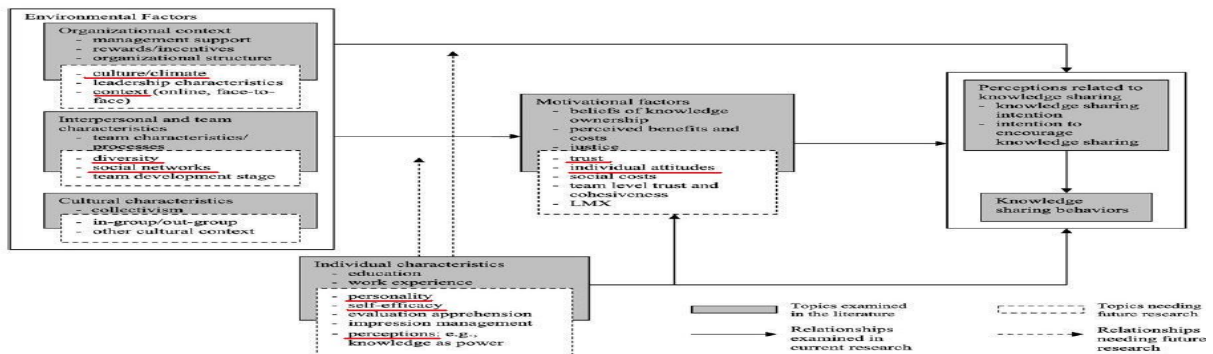 Environmental Factors
Organizational context
- management support
- rewards/incentives
- organizational structure
- culture/climate
- leadership characteristics
- context (online, face-to-
face)
Interpersonal and team
characteristics
- team characteristics/
processes
- diversity
- social networks
- team development stage
Cultural characteristics
- collectivism
- in-group/out-group
- other cultural context
Motivational factors
- beliefs of knowledge
ownership
- perceived benefits and
costs
- justice
- trust
- individual attitudes
- social costs
- team level trust and
cohesiveness
- LMX
Perceptions related to
knowledge sharing
- knowledge sharing
intention
- intention to
encourage
knowledge sharing
Knowledge
sharing behaviors
Individual characteristics
- education
- work experience
- personality
- self-efficacy
- evaluation apprehension
- impression management
- perceptions; e.g.,
knowledge as power
Topics examined
in the literature
Topics needing
future research
Relationships
examined in
current research
Relationships
needing future
research